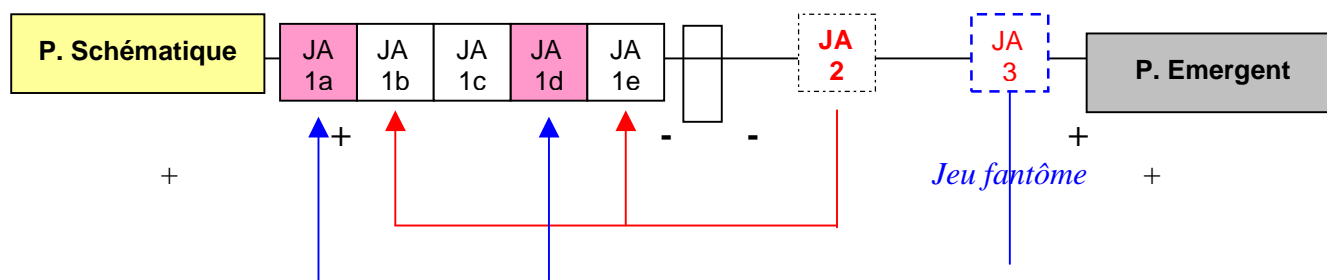 P. Schématique
JA
1a
JA
1b
JA
1c
JA
1d
JA
1e
JA
2
JA
3
P. Emergent
+
-
-
+
+
Jeu fantôme
+